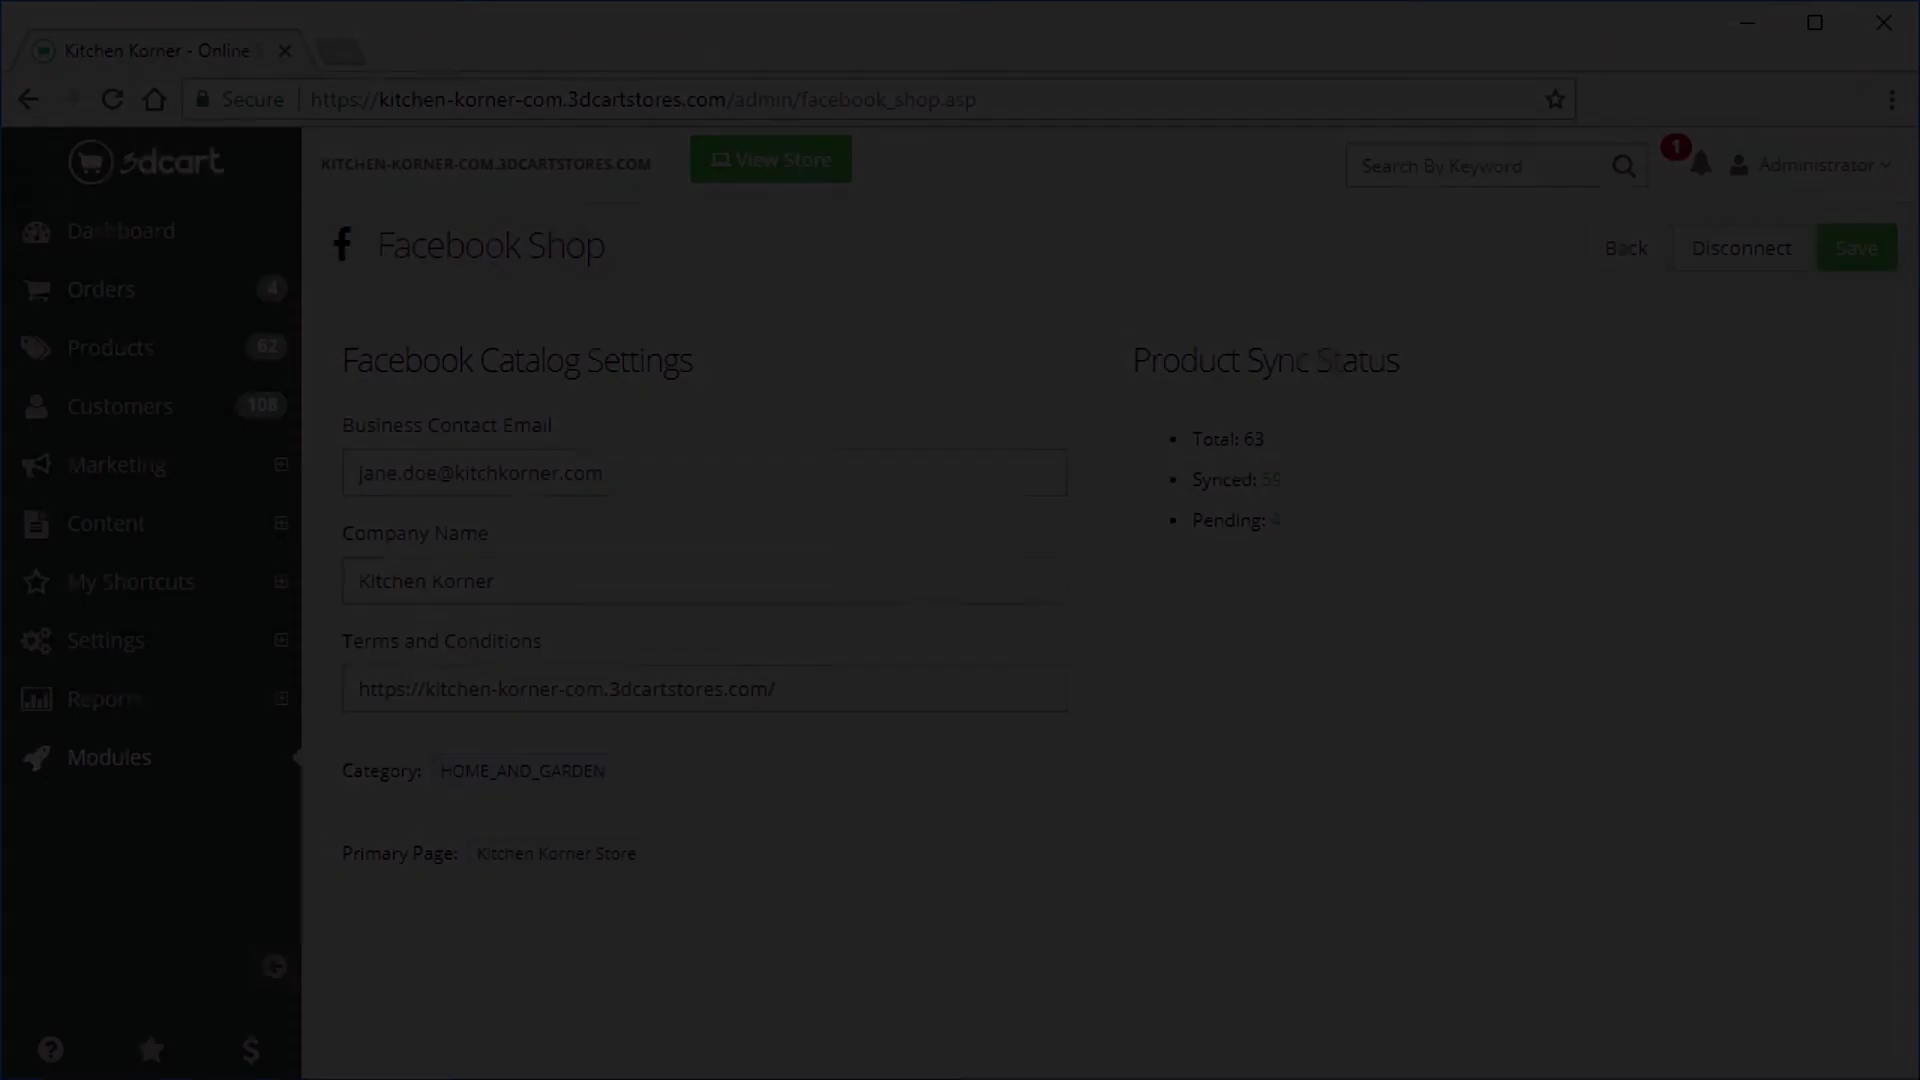 Kitchen Korner - Online
Secure https://kitchen-korner-com.3dcartstores.com/admin/facebook_shop.asp
3dcart
KITCHEN-KORNER-COM.3DCARTSTORES.COM
View Store
Search By Keyword
1
Administrator
Dashboard
Orders 4
Products 62
Customers 108
Marketing
Content
My Shortcuts
Settings
Reports
Modules
Facebook Shop
Back
Disconnect
Save
Facebook Catalog Settings
Business Contact Email
jane.doe@kitchkorner.com
Company Name
Kitchen Korner
Terms and Conditions
https://kitchen-korner-com.3dcartstores.com/
Category: HOME_AND_GARDEN
Primary Page: Kitchen Korner Store
Product Sync Status
Total: 63
Synced: 59
Pending: 4